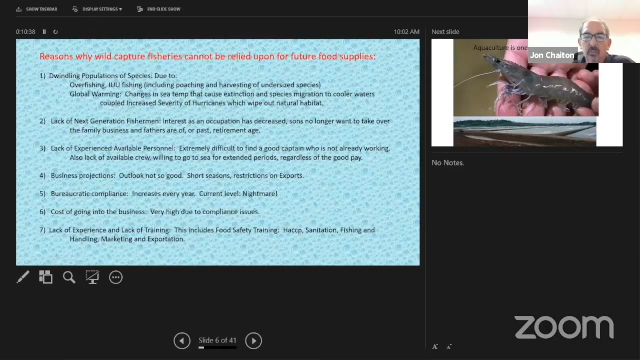 SHOW TASKBAR
DISPLAY SETTINGS
END SLIDE SHOW
0:10:38
10:02 AM
Next slide
Aquaculture is one
Jon Chaiton
Reasons why wild capture fisheries cannot be relied upon for future food supplies:
1) Dwindling Populations of Species, Due to:
Overfishing, IUU fishing (including poaching and harvesting of undersized species)
Global Warming: Changes in sea temp that cause extinction and species migration to cooler waters
coupled Increased Severity of Hurricanes which wipe out natural habitat.
2) Lack of Next Generation Fishermen: Interest as an occupation has decreased, sons no longer want to take over
the family business and fathers are of, or past, retirement age.
3) Lack of Experienced Available Personnel: Extremely difficult to find a good captain who is not already working.
Also lack of available crew, willing to go to sea for extended periods, regardless of the good pay.
4) Business projections: Outlook not so good. Short seasons, restrictions on Exports.
5) Bureaucratic compliance: Increases every year. Current level: Nightmare!
6) Cost of going into the business: Very high due to compliance issues.
7) Lack of Experience and Lack of Training: This includes Food Safety Training: Haccp, Sanitation, Fishing and
Handling, Marketing and Exportation.
No Notes.
Slide 6 of 41
zoom